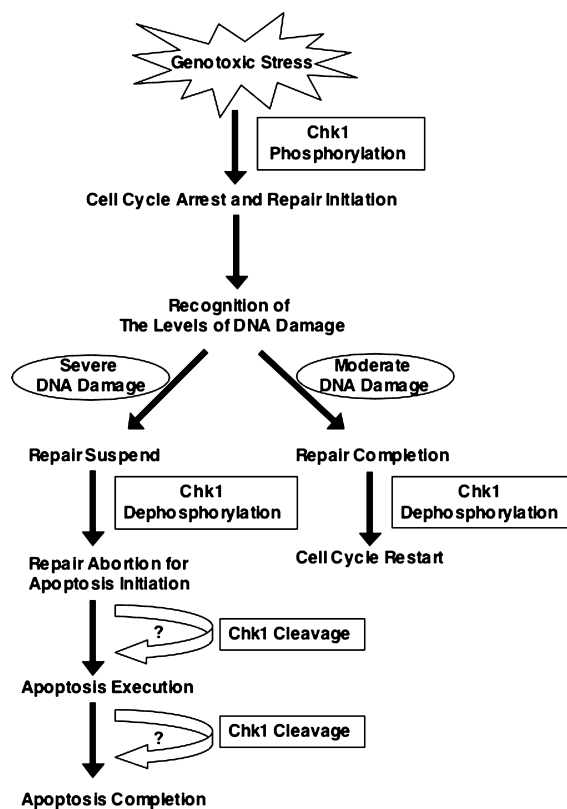 Genotoxic Stress
Chk1
Phosphorylation
Cell Cycle Arrest and Repair Initiation
Recognition of
The Levels of DNA Damage
Severe
DNA Damage
Moderate
DNA Damage
Repair Suspend
Repair Completion
Chk1
Dephosphorylation
Chk1
Dephosphorylation
Repair Abortion for
Apoptosis Initiation
Cell Cycle Restart
?
Chk1 Cleavage
Apoptosis Execution
?
Chk1 Cleavage
Apoptosis Completion